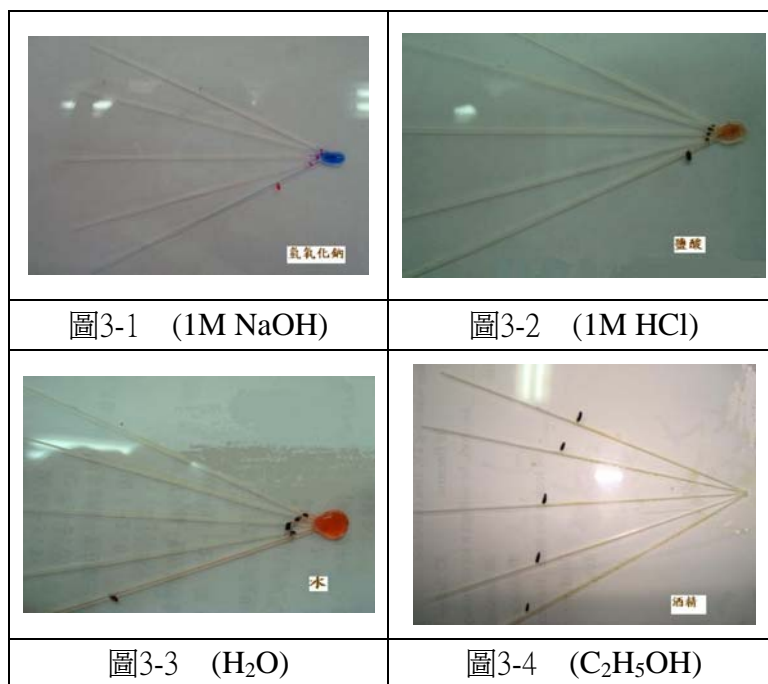 氫氧化鈉
鹽酸
圖3-1 (1M NaOH)
圖3-2 (1M HCl)
水
酒精
圖3-3 (H₂O)
圖3-4 (C₂H₅OH)